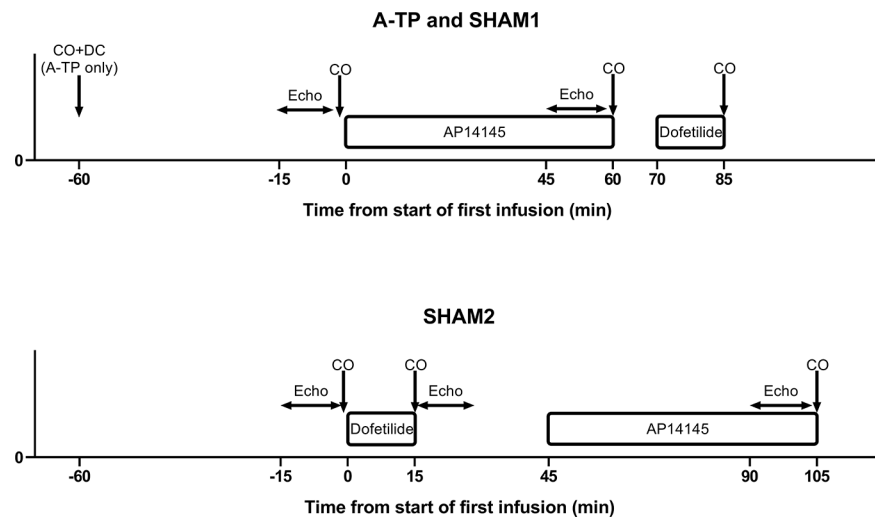 A-TP and SHAM1
CO+DC
(A-TP only)
CO
CO
CO
Echo
Echo
AP14145
Dofetilide
0
-60
-15
0
45
60
70
85
Time from start of first infusion (min)
SHAM2
CO
CO
CO
Echo
Echo
Echo
Dofetilide
AP14145
0
-60
-15
0
15
45
90
105
Time from start of first infusion (min)